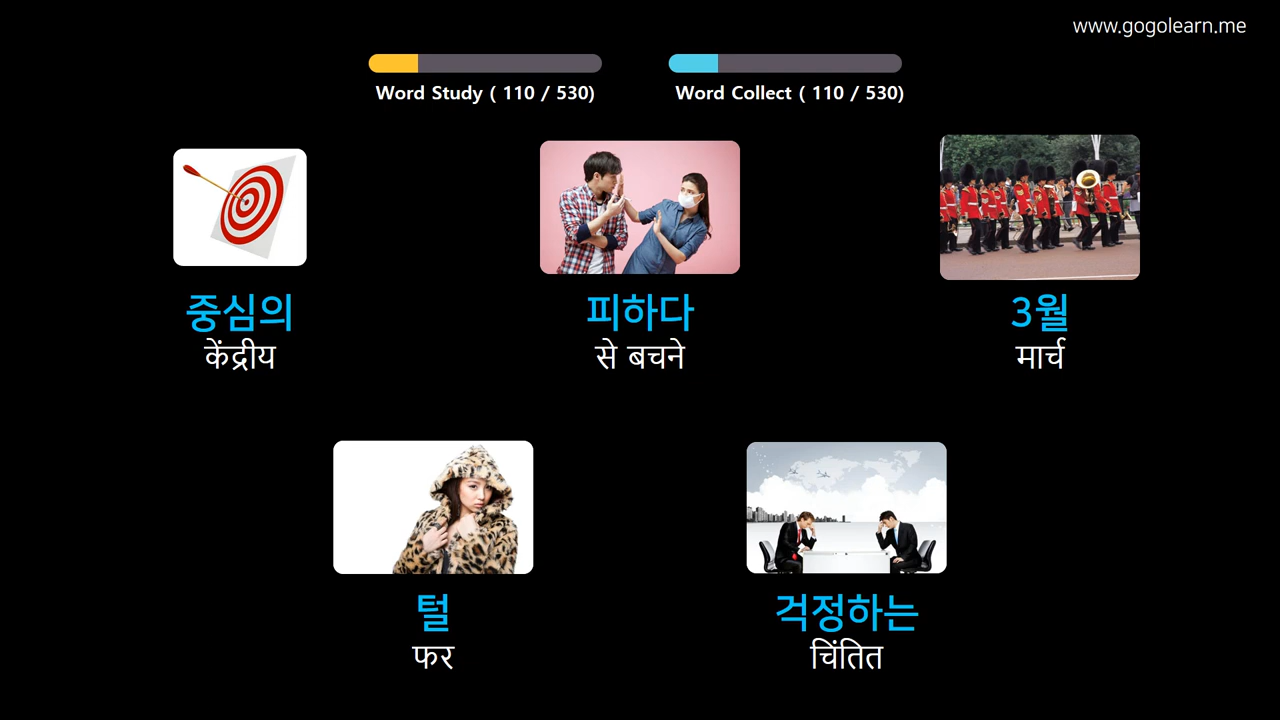 www.gogolearn.me
Word Study ( 110 / 530)
Word Collect ( 110 / 530)
중심의
केंद्रीय
피하다
से बचने
3월
मार्च
털
फर
걱정하는
चिंतित